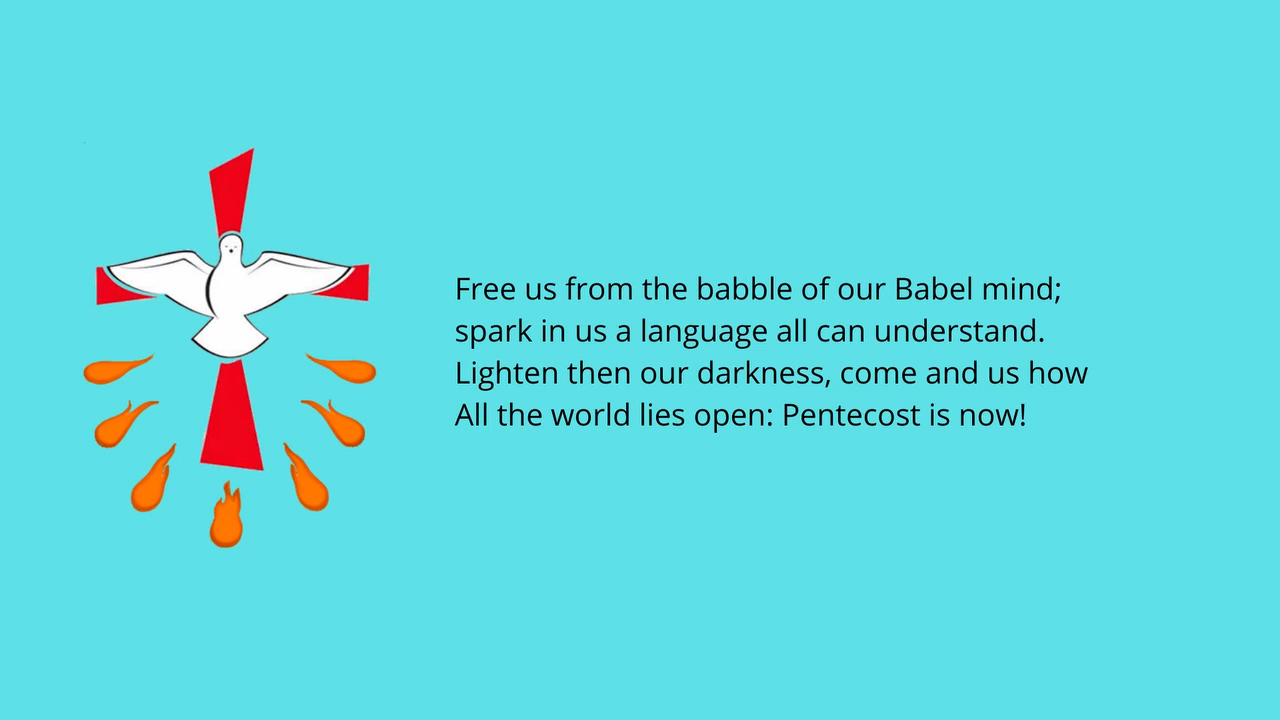 Free us from the babble of our Babel mind;
spark in us a language all can understand.
Lighten then our darkness, come and us how
All the world lies open: Pentecost is now!